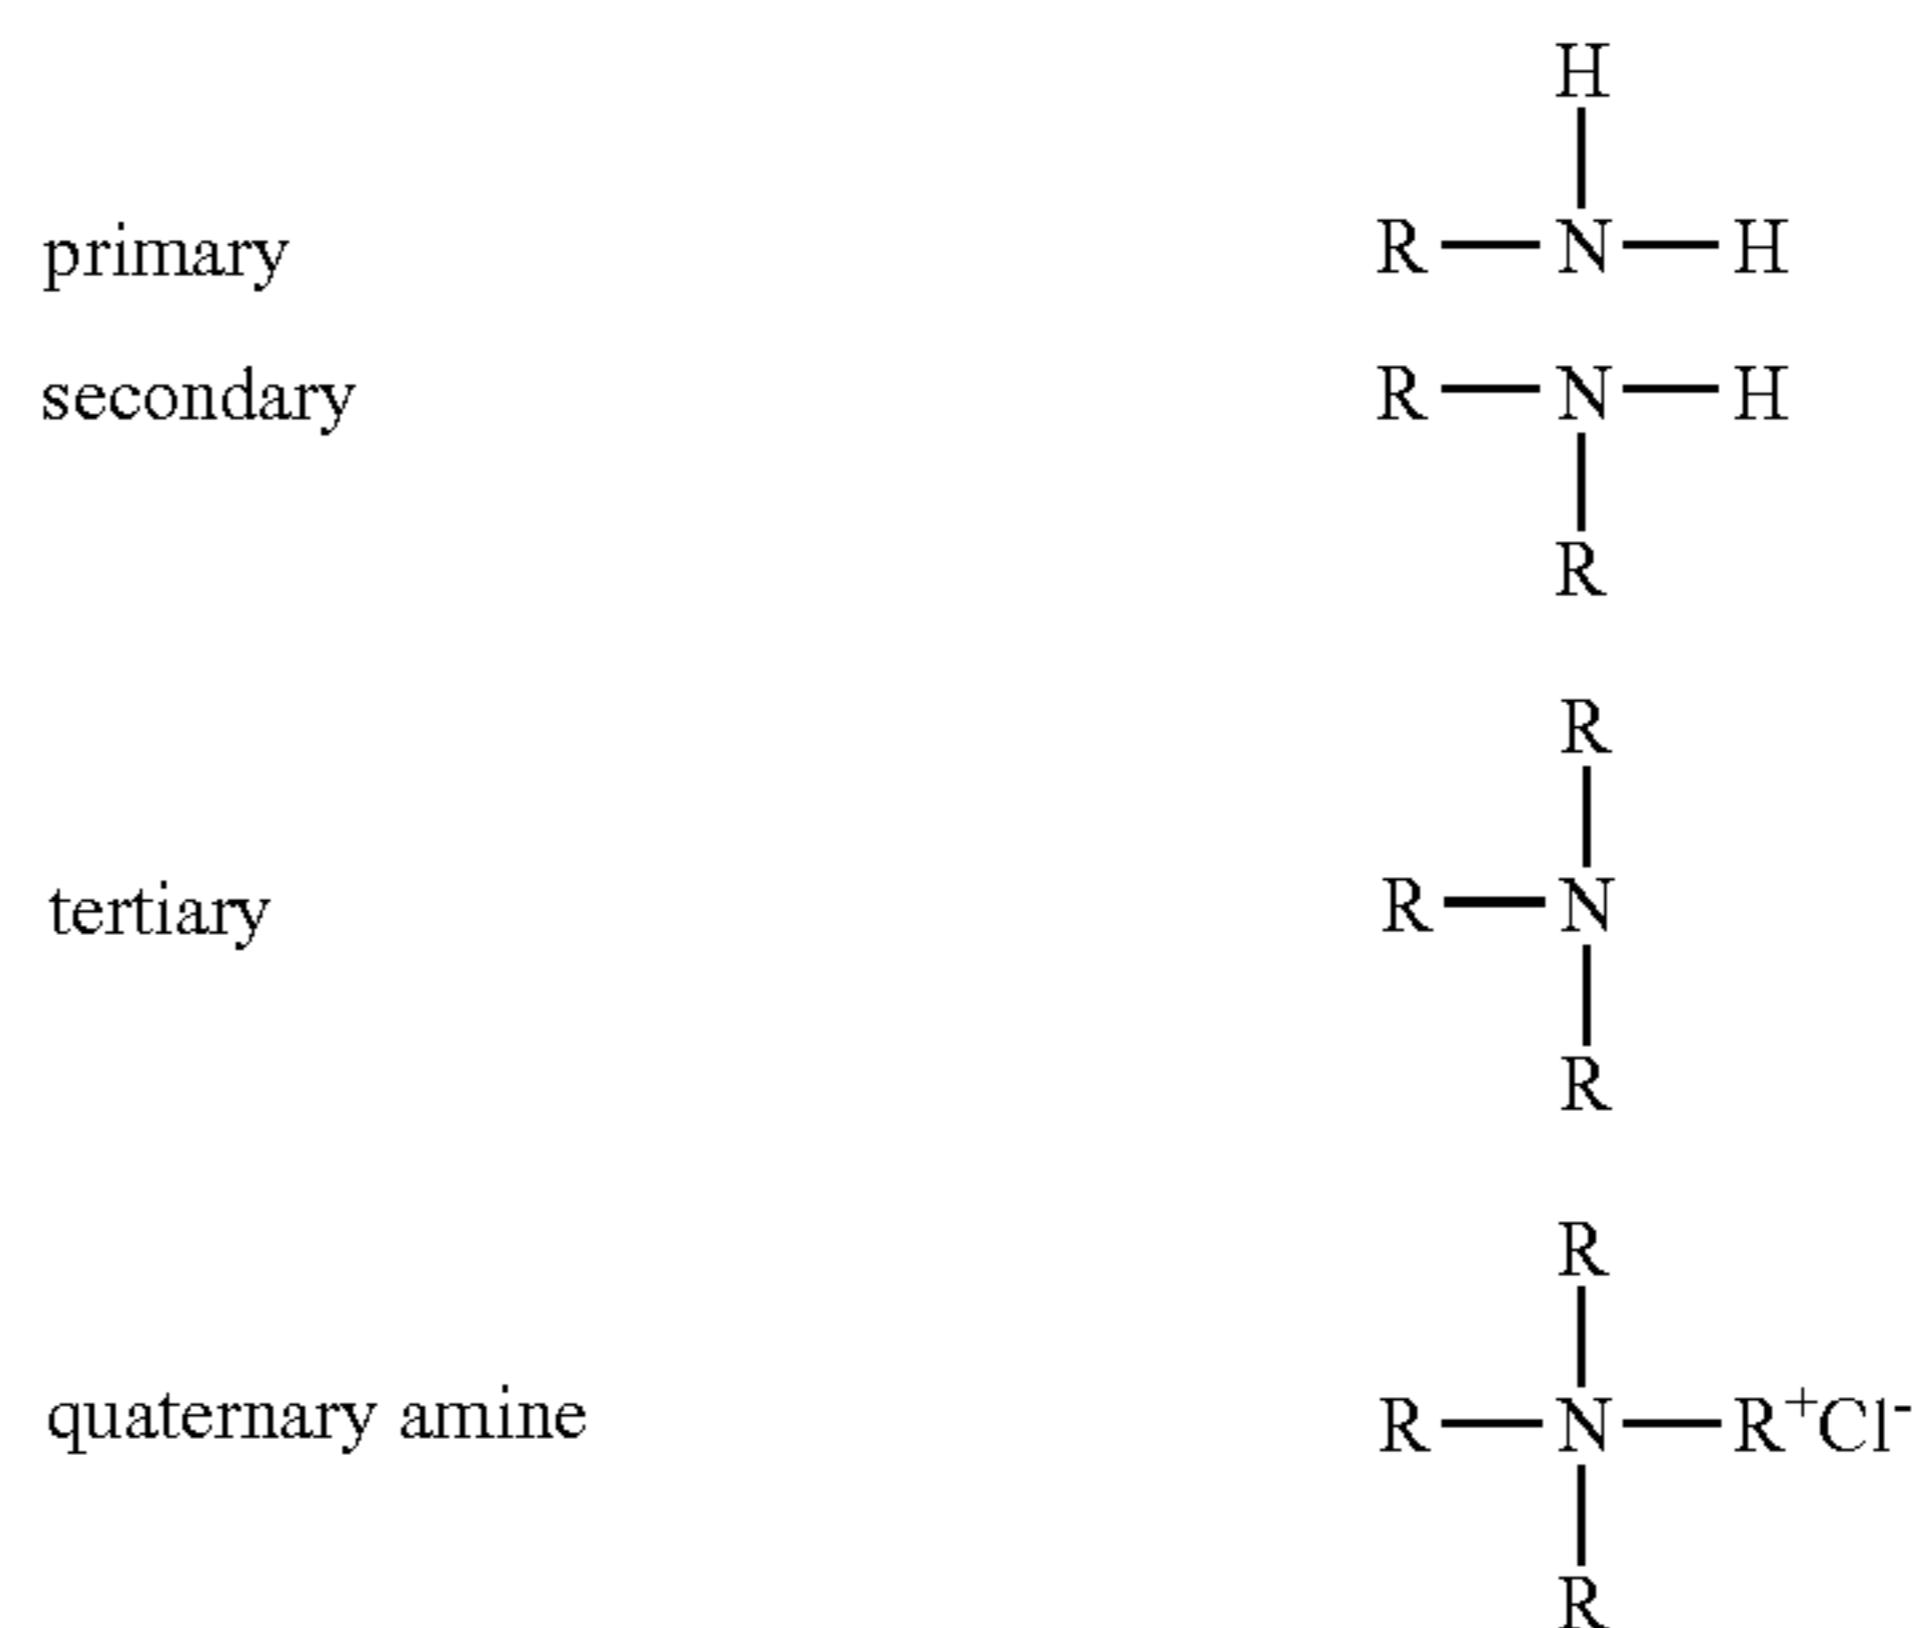 H
primary R—N—H
secondary R—N—H
R
R
tertiary R—N
R
R
quaternary amine R—N—R⁺Cl⁻
R